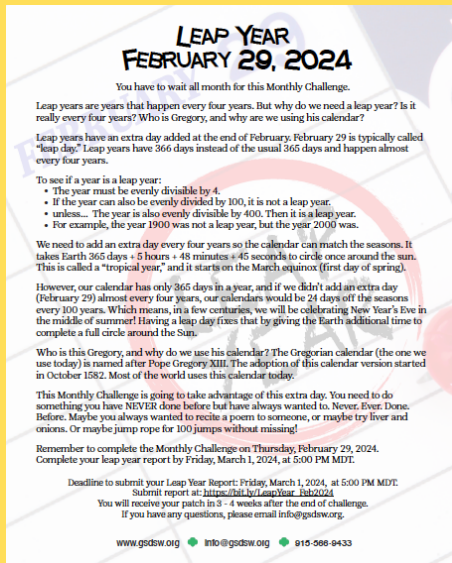 LEAP YEAR
FEBRUARY 29, 2024
You have to wait all month for this Monthly Challenge.
Leap years are years that happen every four years. But why do we need a leap year? Is it
really every four years? Who is Gregory, and why are we using his calendar?
Leap years have an extra day added at the end of February. February 29 is typically called
"leap day." Leap years have 366 days instead of the usual 365 days and happen almost
every four years.
To see if a year is a leap year:
• The year must be evenly divisible by 4.
• If the year can also be evenly divided by 100, it is not a leap year.
• unless... The year is also evenly divisible by 400. Then it is a leap year.
• For example, the year 1900 was not a leap year, but the year 2000 was.
We need to add an extra day every four years so the calendar can match the seasons. It
takes Earth 365 days + 5 hours + 48 minutes + 45 seconds to circle once around the sun.
This is called a "tropical year," and it starts on the March equinox (first day of spring).
However, our calendar has only 365 days in a year, and if we didn't add an extra day
(February 29) almost every four years, our calendars would be 24 days off the seasons
every 100 years. Which means, in a few centuries, we will be celebrating New Year's Eve in
the middle of summer! Having a leap day fixes that by giving the Earth additional time to
complete a full circle around the Sun.
Who is this Gregory, and why do we use his calendar? The Gregorian calendar (the one we
use today) is named after Pope Gregory XIII. The adoption of this calendar version started
in October 1582. Most of the world uses this calendar today.
This Monthly Challenge is going to take advantage of this extra day. You need to do
something you have NEVER done before but have always wanted to. Never. Ever. Done.
Before. Maybe you always wanted to recite a poem to someone, or maybe try liver and
onions. Or maybe jump rope for 100 jumps without missing!
Remember to complete the Monthly Challenge on Thursday, February 29, 2024.
Complete your leap year report by Friday, March 1, 2024, at 5:00 PM MDT.
Deadline to submit your Leap Year Report: Friday, March 1, 2024, at 5:00 PM MDT.
Submit report at: https://bit.ly/LeapYear_Feb2024
You will receive your patch in 3 - 4 weeks after the end of challenge.
If you have any questions, please email info@gsdsw.org.
www.gsdsw.org info@gsdsw.org 915-566-9433
FEBRUARY 29
LEAP
YEAR